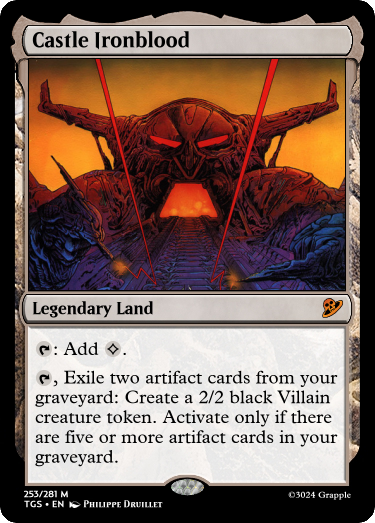 Castle Ironblood
Legendary Land
: Add .
, Exile two artifact cards from your
graveyard: Create a 2/2 black Villain
creature token. Activate only if there
are five or more artifact cards in your
graveyard.
253/281 M
TGS • EN Philippe Druillet
©3024 Grapple